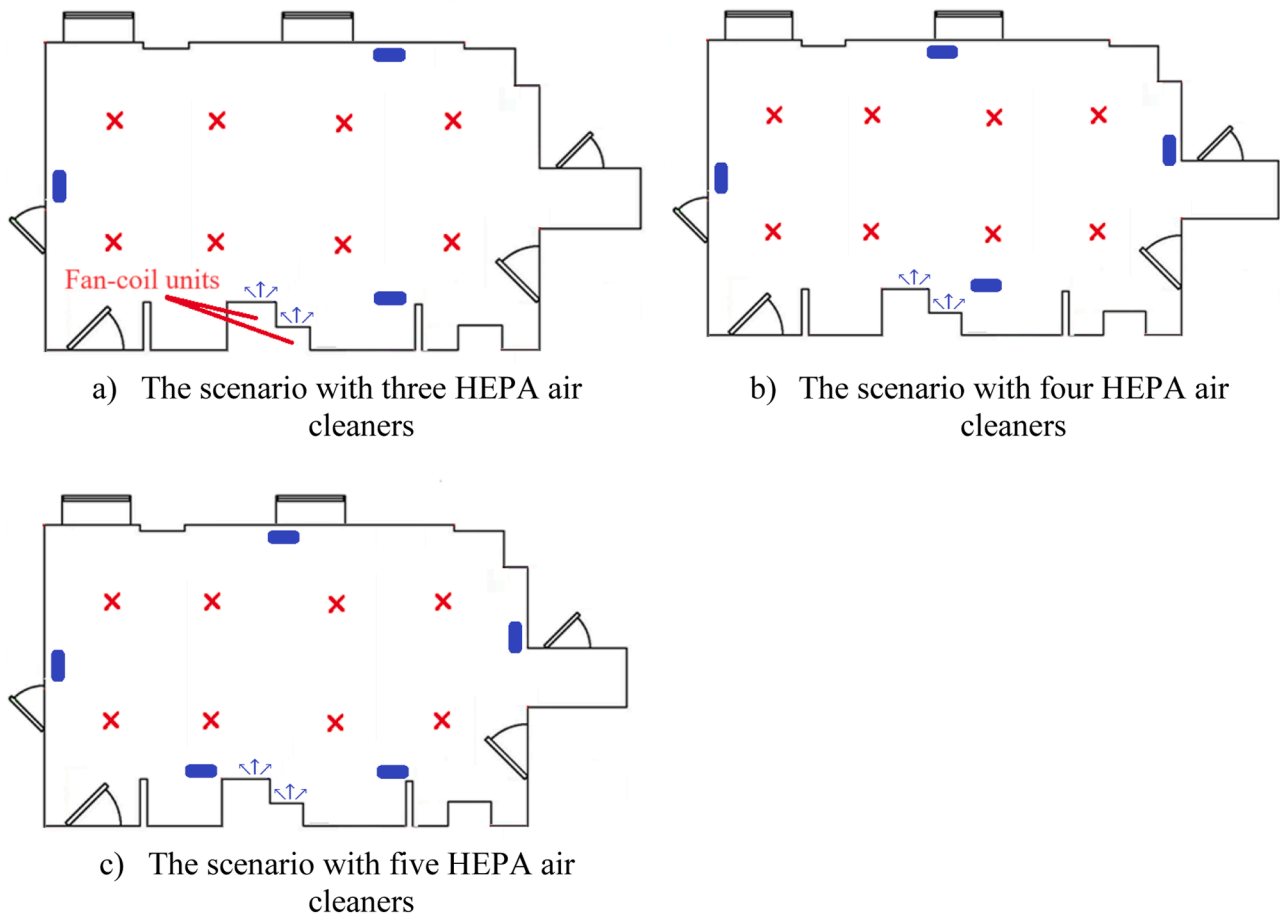 Fan-coil units
a) The scenario with three HEPA air
cleaners
b) The scenario with four HEPA air
cleaners
c) The scenario with five HEPA air
cleaners